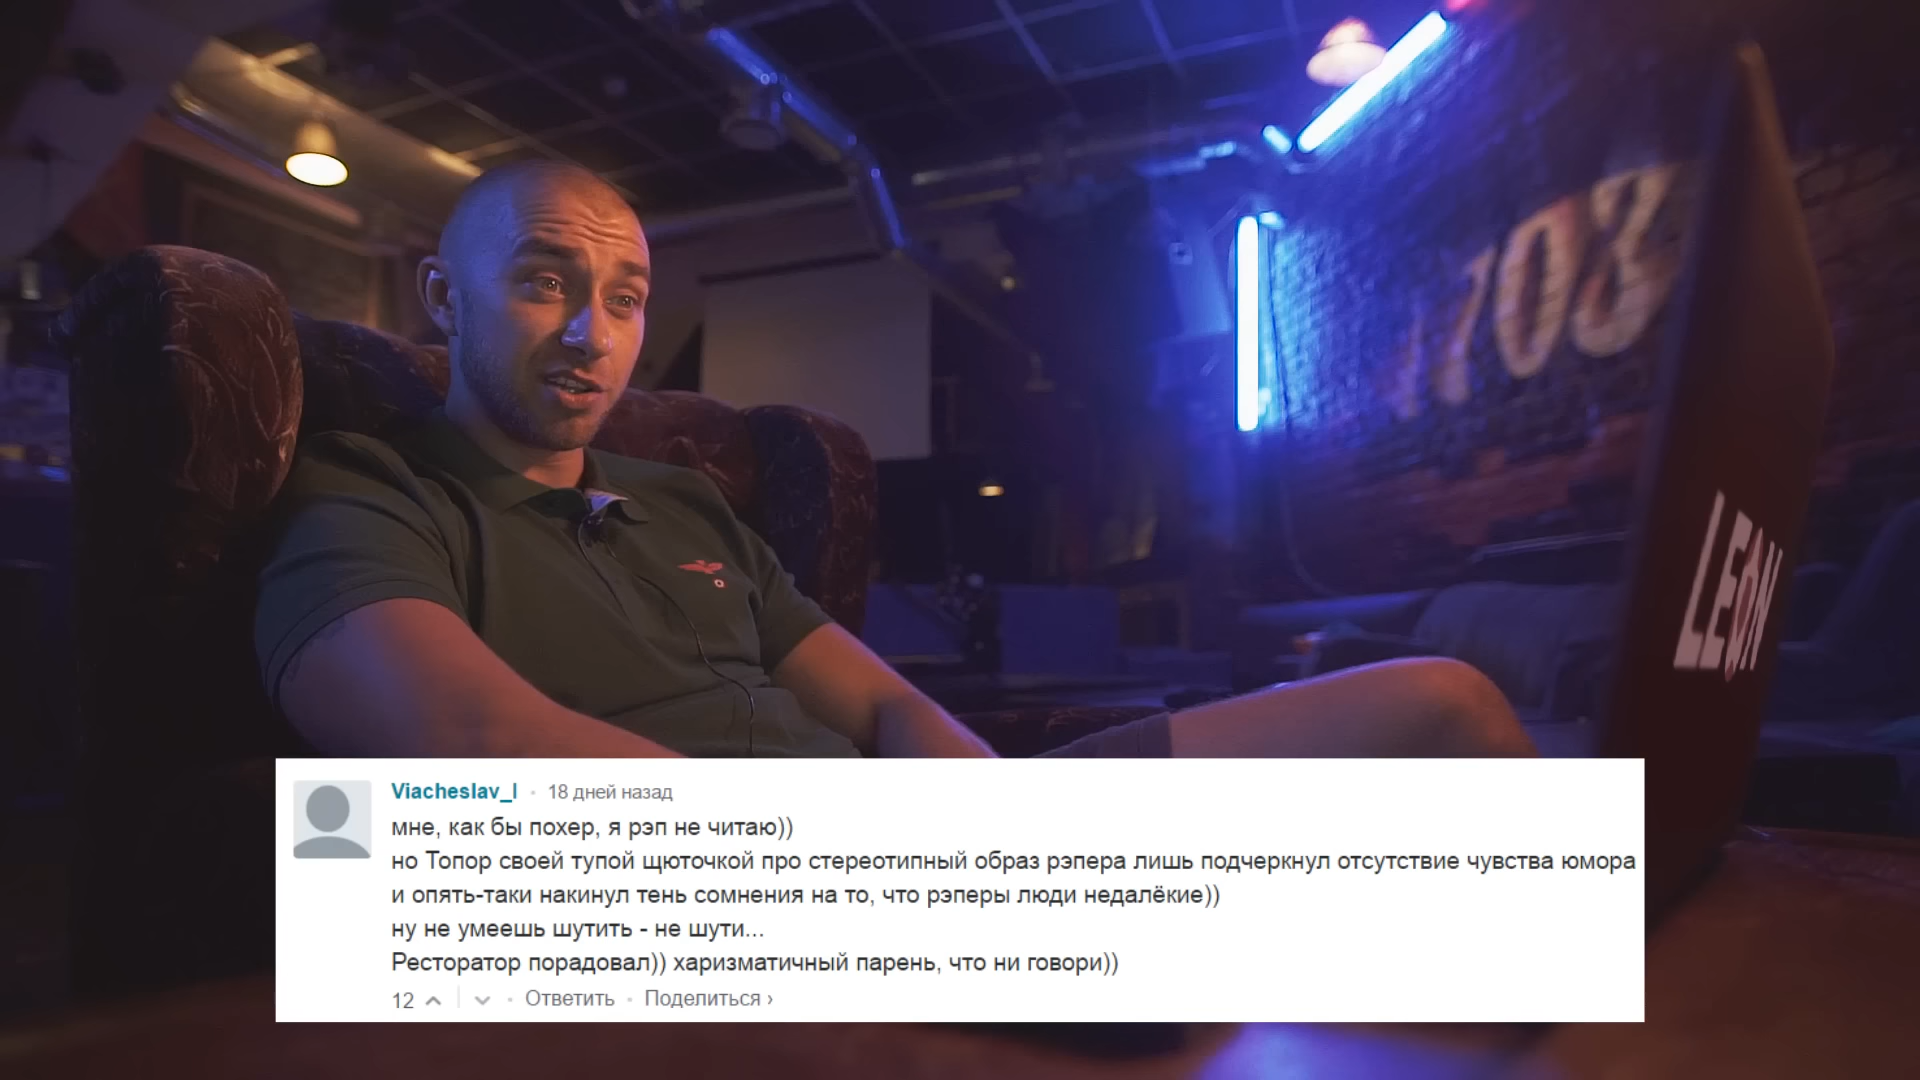 1703
LEON
Viacheslav_I • 18 дней назад
мне, как бы похер, я рэп не читаю))
но Топор своей тупой щюточкой про стереотипный образ рэпера лишь подчеркнул отсутствие чувства юмора
и опять-таки накинул тень сомнения на то, что рэперы люди недалёкие))
ну не умеешь шутить - не шути...
Ресторатор порадовал)) харизматичный парень, что ни говори))
12 • Ответить • Поделиться ›